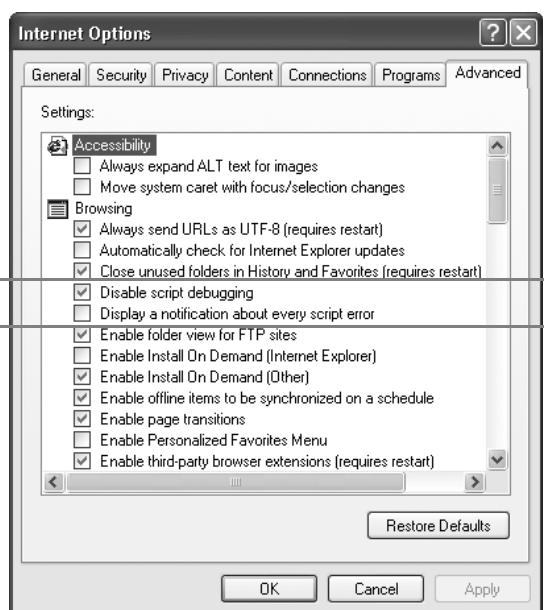 Internet Options
General Security Privacy Content Connections Programs Advanced
Settings:
Accessibility
Always expand ALT text for images
Move system caret with focus/selection changes
Browsing
Always send URLs as UTF-8 (requires restart)
Automatically check for Internet Explorer updates
Close unused folders in History and Favorites (requires restart)
Disable script debugging
Display a notification about every script error
Enable folder view for FTP sites
Enable Install On Demand (Internet Explorer)
Enable Install On Demand (Other)
Enable offline items to be synchronized on a schedule
Enable page transitions
Enable Personalized Favorites Menu
Enable third-party browser extensions (requires restart)
Restore Defaults
OK Cancel Apply